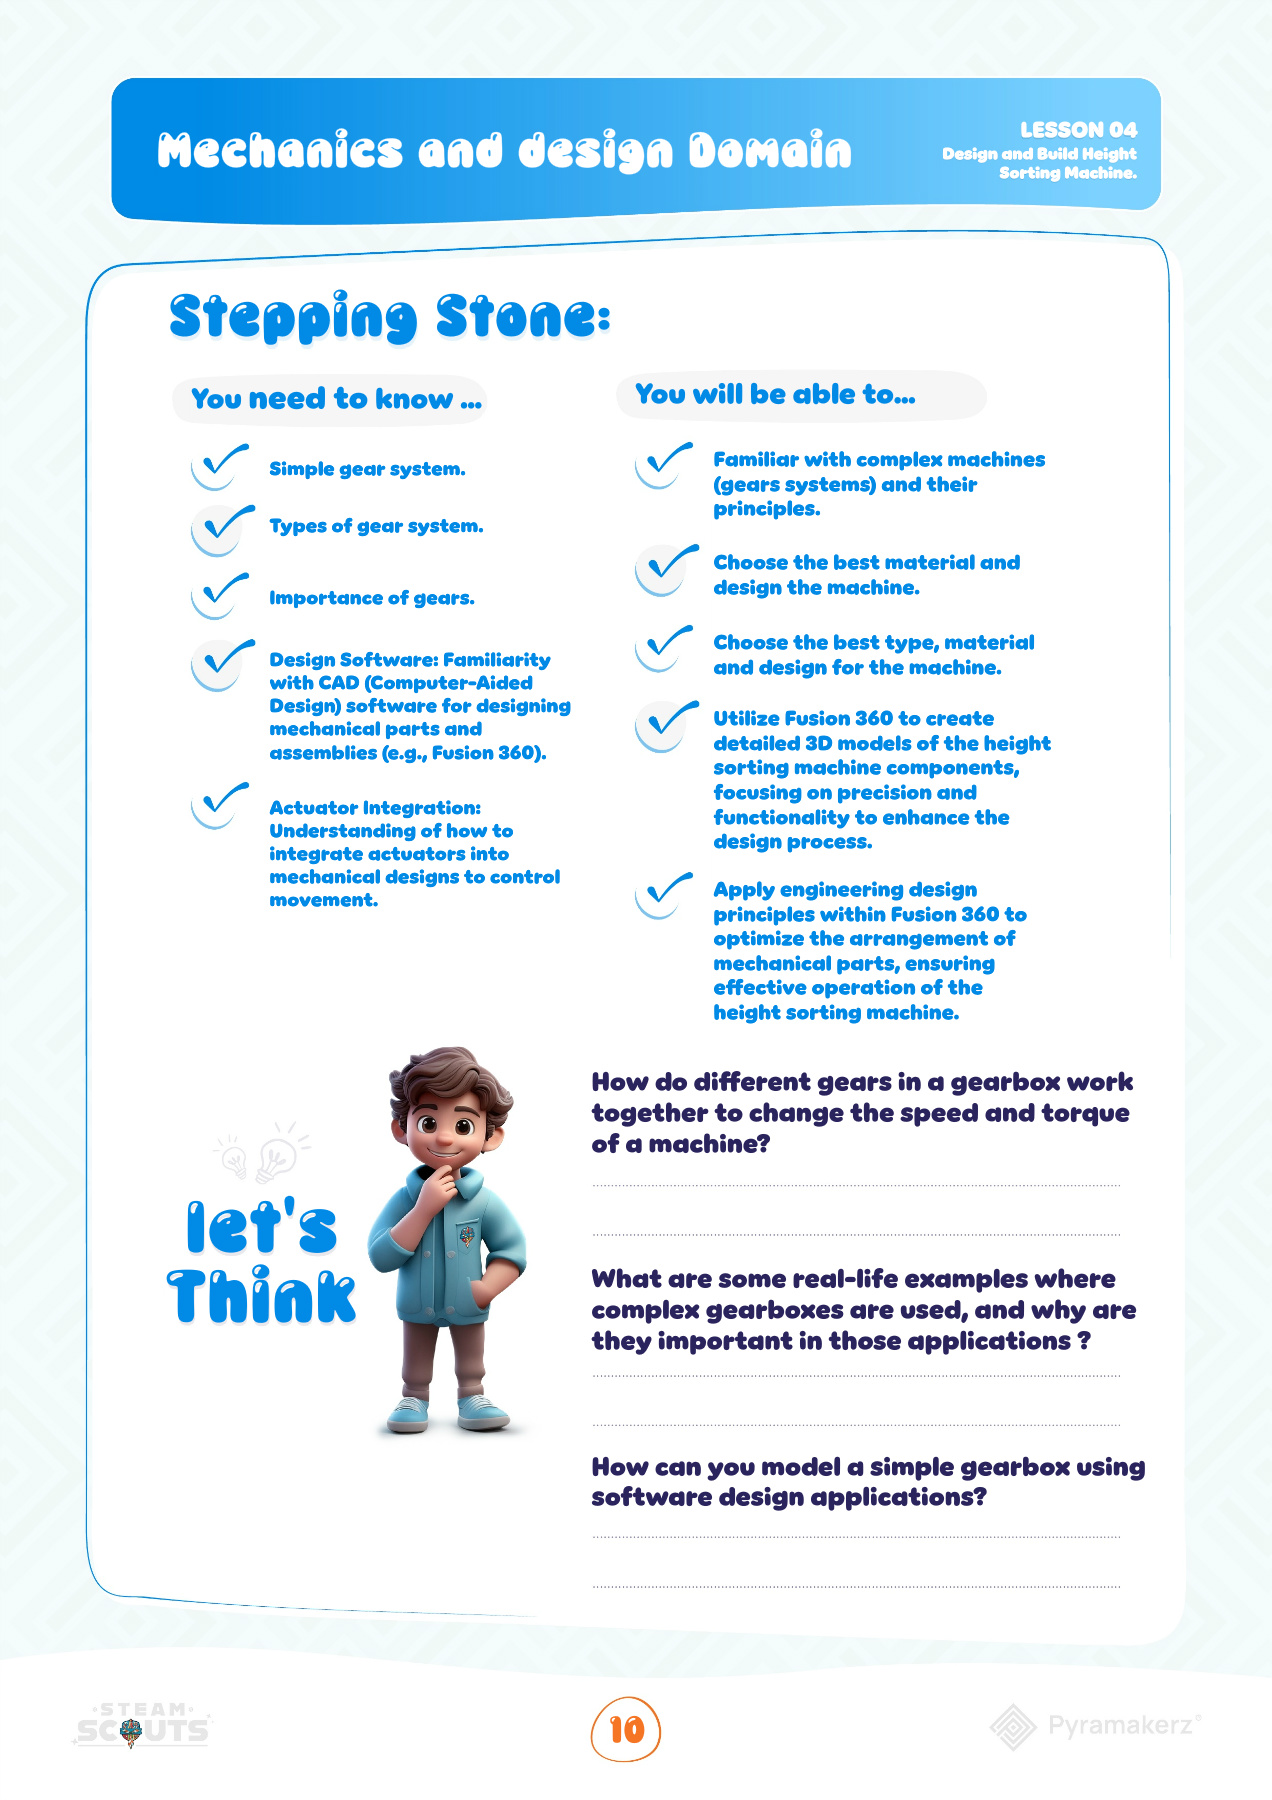 Mechanics and design Domain
LESSON 04
Design and Build Height
Sorting Machine.
Stepping Stone:
You need to know ...
Simple gear system.
Types of gear system.
Importance of gears.
Design Software: Familiarity
with CAD (Computer-Aided
Design) software for designing
mechanical parts and
assemblies (e.g., Fusion 360).
Actuator Integration:
Understanding of how to
integrate actuators into
mechanical designs to control
movement.
You will be able to...
Familiar with complex machines
(gears systems) and their
principles.
Choose the best material and
design the machine.
Choose the best type, material
and design for the machine.
Utilize Fusion 360 to create
detailed 3D models of the height
sorting machine components,
focusing on precision and
functionality to enhance the
design process.
Apply engineering design
principles within Fusion 360 to
optimize the arrangement of
mechanical parts, ensuring
effective operation of the
height sorting machine.
let's
Think
How do different gears in a gearbox work
together to change the speed and torque
of a machine?
What are some real-life examples where
complex gearboxes are used, and why are
they important in those applications ?
How can you model a simple gearbox using
software design applications?
STEAM
SCOUTS
10
Pyramakerz